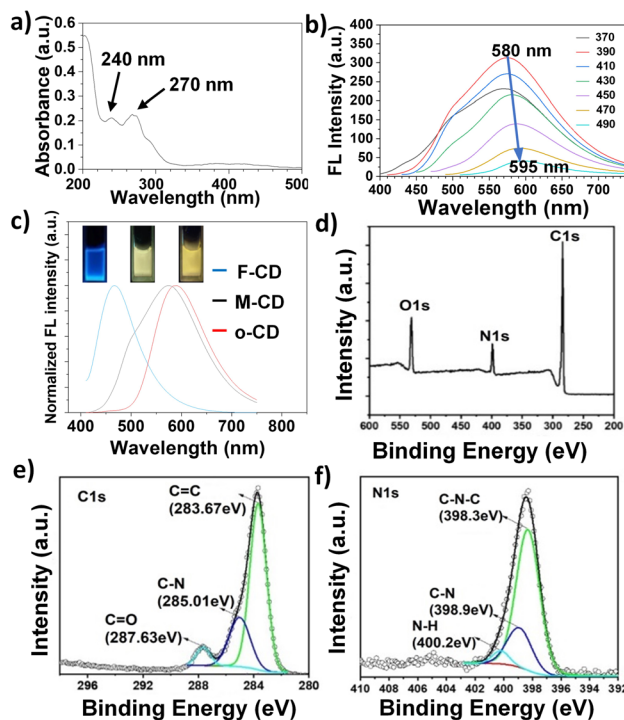 a)
0.6
0.5
0.4
0.3
0.2
0.1
0.0
Absorbance (a.u.)
240 nm
270 nm
200
300
400
500
Wavelength (nm)
b)
400
350
300
250
200
150
100
50
0
FL Intensity (a.u.)
580 nm
595 nm
370
390
410
430
450
470
490
400
500
600
700
Wavelength (nm)
c)
Normalized FL intensity (a.u.)
F-CD
M-CD
o-CD
400
500
600
700
800
Wavelength (nm)
d)
Intensity (a.u.)
O1s
N1s
C1s
600 550 500 450 400 350 300 250 200
Binding Energy (eV)
e)
C1s
Intensity (a.u.)
C=C
(283.67eV)
C-N
(285.01eV)
C=O
(287.63eV)
296
292
288
284
280
Binding Energy (eV)
f)
N1s
Intensity (a.u.)
C-N-C
(398.3eV)
C-N
(398.9eV)
N-H
(400.2eV)
410 408 406 404 402 400 398 396 394 392
Binding Energy (eV)